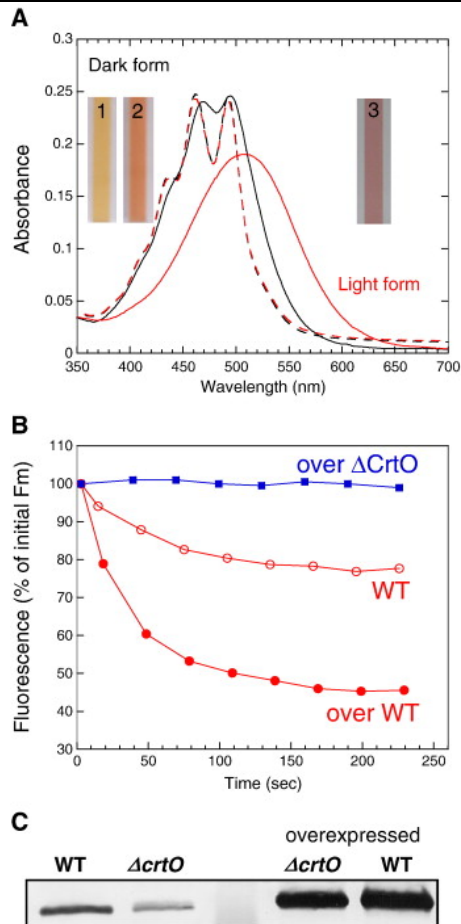 A
0.3
Dark form
0.25
1 2 3
0.2
0.15
0.1
Light form
0.05
0
350 400 450 500 550 600 650 700
Absorbance
Wavelength (nm)
B
110
over ΔCrtO
100
90
80
WT
70
60
50
over WT
40
30
0 50 100 150 200 250
Fluorescence (% of initial Fm)
Time (sec)
C
overexpressed
WT ΔcrtO ΔcrtO WT